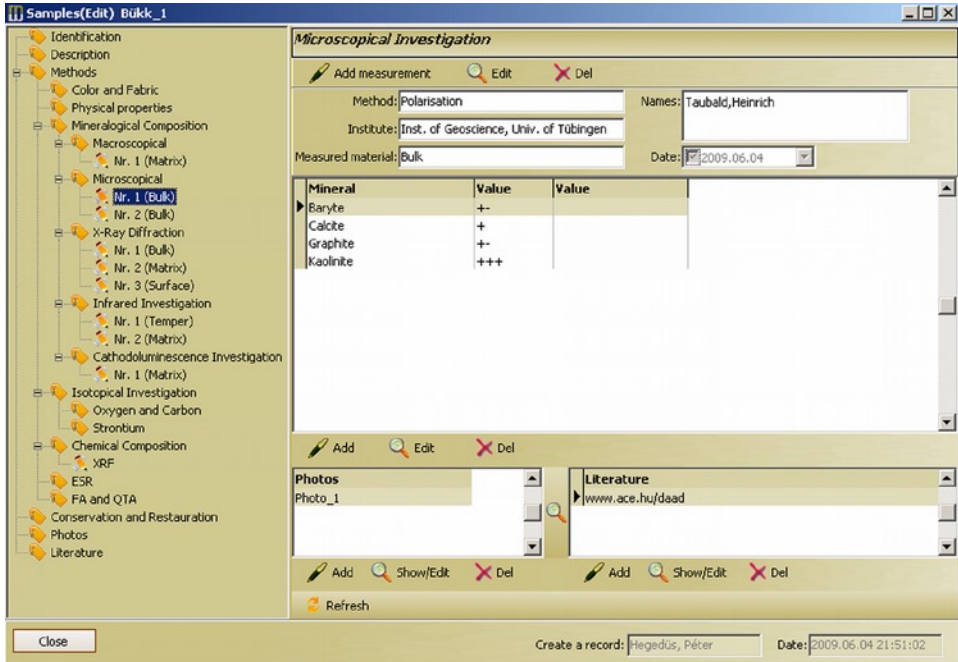 Samples(Edit) Bükk_1
Identification
Description
Methods
Color and Fabric
Physical properties
Mineralogical Composition
Macroscopical
Nr. 1 (Matrix)
Microscopical
Nr. 1 (Bulk)
Nr. 2 (Bulk)
X-Ray Diffraction
Nr. 1 (Bulk)
Nr. 2 (Matrix)
Nr. 3 (Surface)
Infrared Investigation
Nr. 1 (Temper)
Nr. 2 (Matrix)
Cathodoluminescence Investigation
Nr. 1 (Matrix)
Isotopical Investigation
Oxygen and Carbon
Strontium
Chemical Composition
XRF
ESR
FA and QTA
Conservation and Restauration
Photos
Literature
Microscopical Investigation
Add measurement Edit Del
Method: Polarisation Names: Taubald,Heinrich
Institute: Inst. of Geoscience, Univ. of Tübingen
Measured material: Bulk Date: 2009.06.04
Mineral Value Value
Baryte +-
Calcite +
Graphite +-
Kaolinite +++
Add Edit Del
Photos
Photo_1
Literature
www.ace.hu/daad
Add Show/Edit Del Add Show/Edit Del
Refresh
Close Create a record: Hegedüs, Péter Date: 2009.06.04 21:51:02